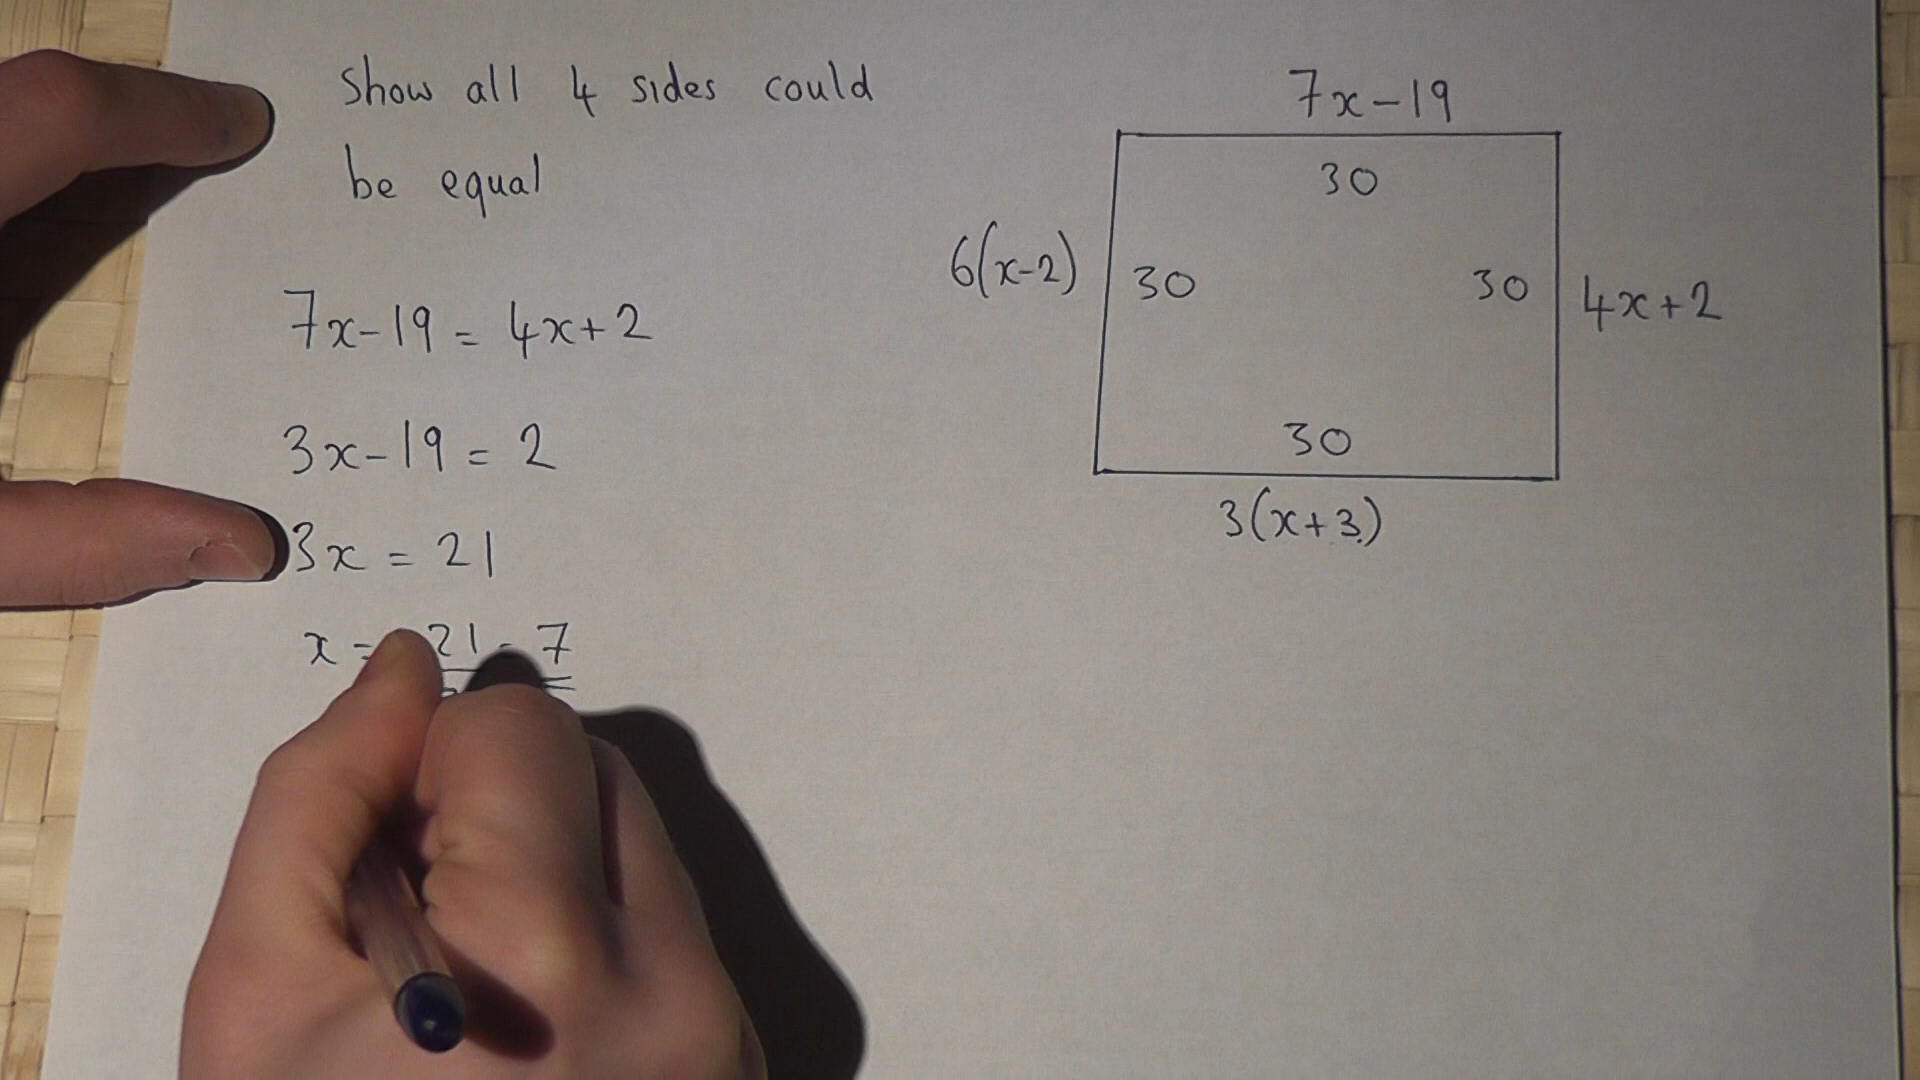 Show all 4 sides could
be equal
7x-19 = 4x+2
3x-19 = 2
3x = 21
x = 21 = 7
7x-19
30
6(x-2) 30 30 4x+2
30
3(x+3)